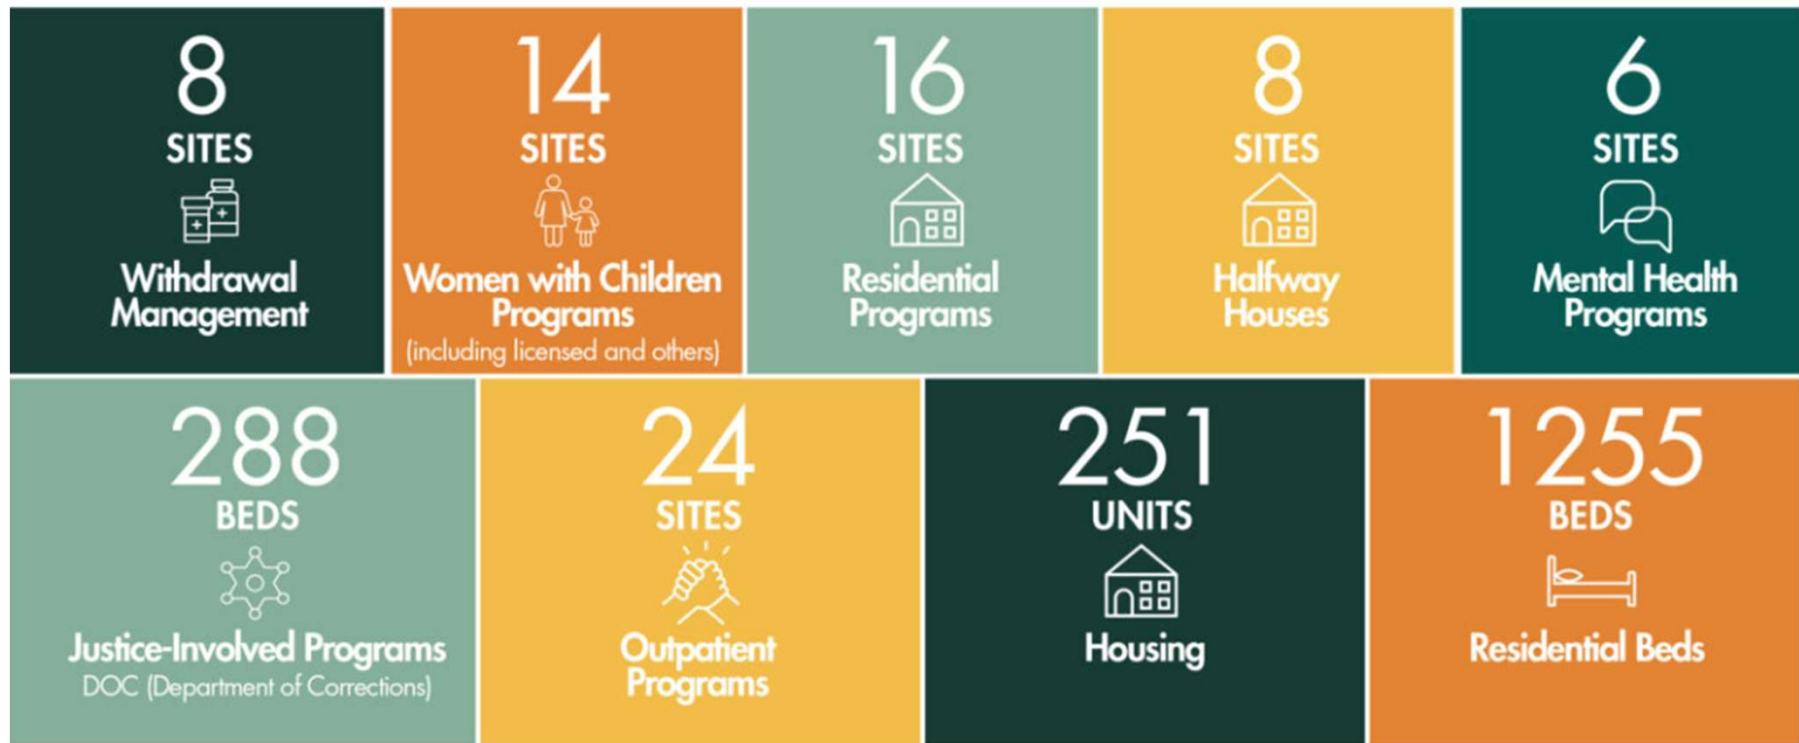 8
SITES
Withdrawal
Management
14
SITES
Women with Children
Programs
(including licensed and others)
16
SITES
Residential
Programs
8
SITES
Halfway
Houses
6
SITES
Mental Health
Programs
288
BEDS
Justice-Involved Programs
DOC (Department of Corrections)
24
SITES
Outpatient
Programs
251
UNITS
Housing
1255
BEDS
Residential Beds